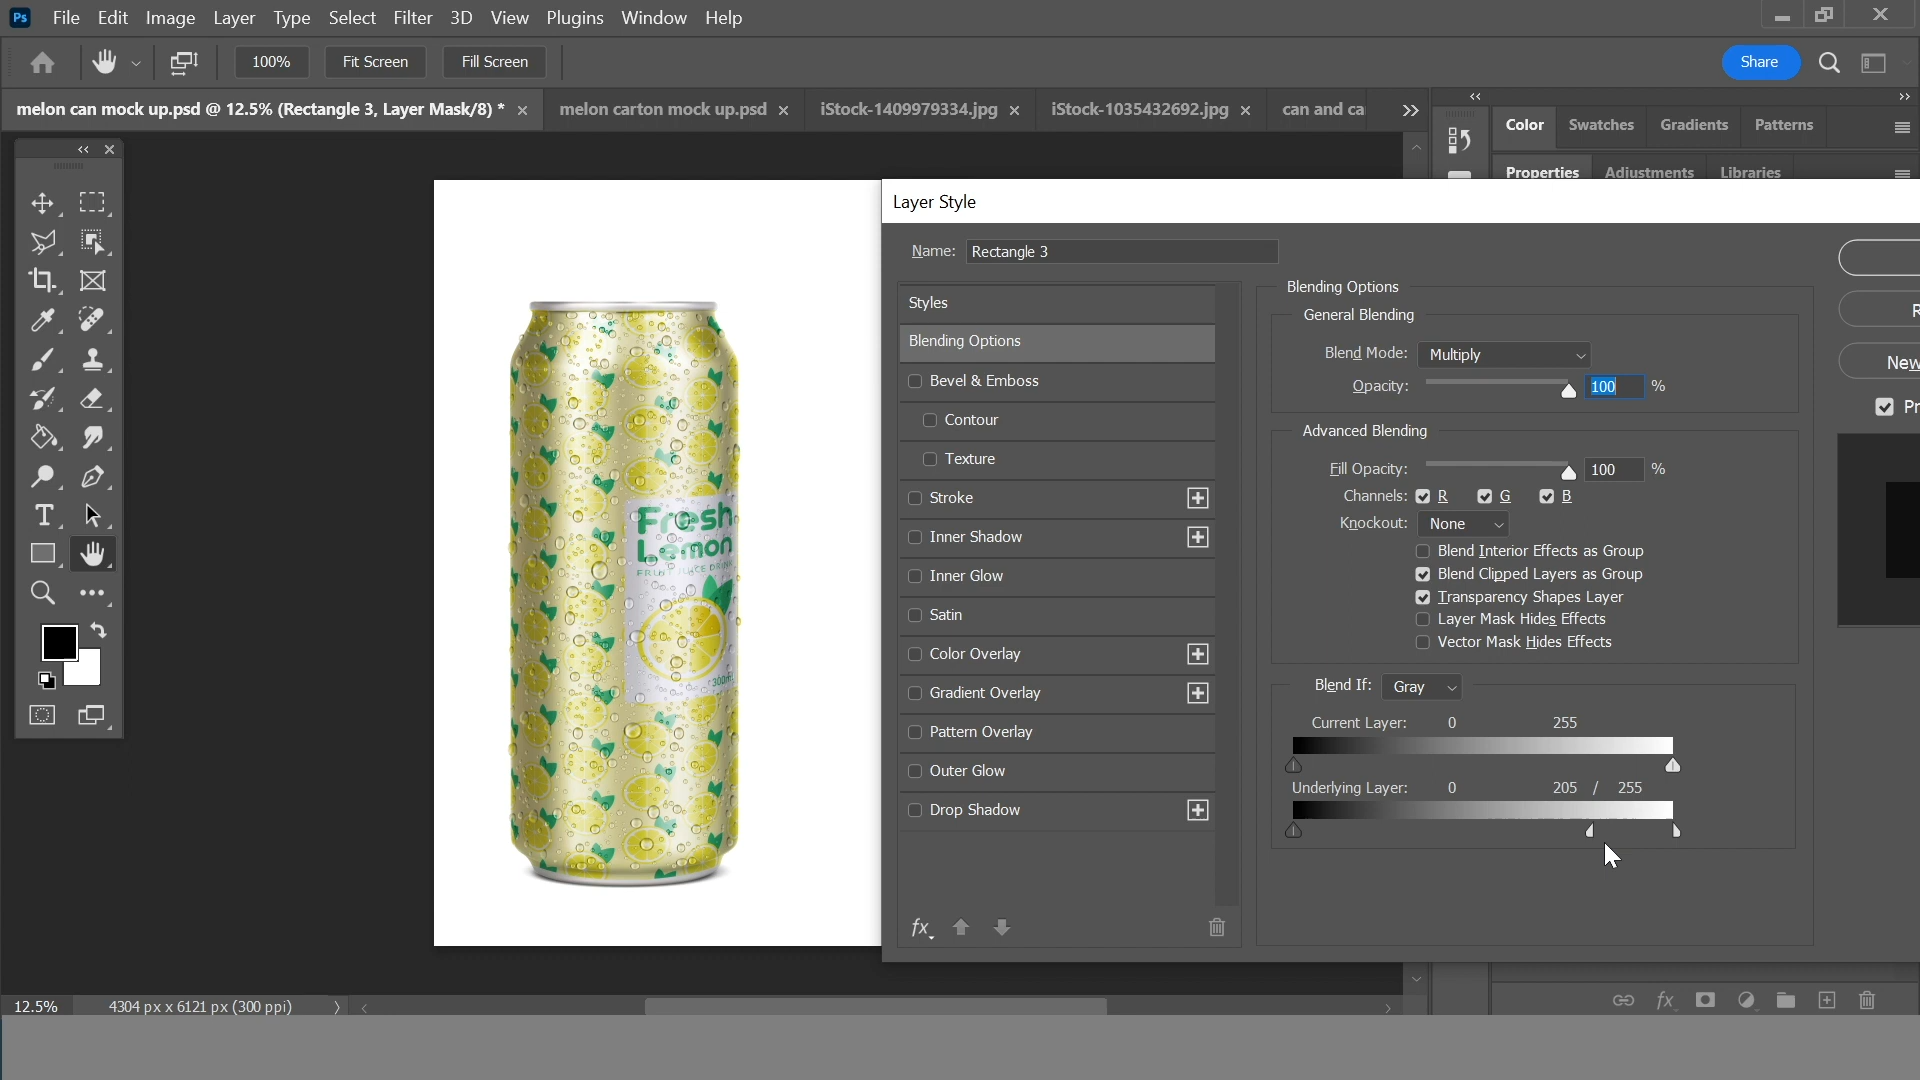 Ps File Edit Image Layer Type Select Filter 3D View Plugins Window Help
100% Fit Screen Fill Screen Share
melon can mock up.psd @ 12.5% (Rectangle 3, Layer Mask/8) * × melon carton mock up.psd × iStock-1409979334.jpg × iStock-1035432692.jpg × can and ca
Color Swatches Gradients Patterns
Properties Adjustments Libraries
Layer Style
Name: Rectangle 3
Styles
Blending Options
Bevel & Emboss
Contour
Texture
Stroke
Inner Shadow
Inner Glow
Satin
Color Overlay
Gradient Overlay
Pattern Overlay
Outer Glow
Drop Shadow
fx
Blending Options
General Blending
Blend Mode: Multiply
Opacity: 100 %
Advanced Blending
Fill Opacity: 100 %
Channels: R G B
Knockout: None
Blend Interior Effects as Group
Blend Clipped Layers as Group
Transparency Shapes Layer
Layer Mask Hides Effects
Vector Mask Hides Effects
Blend If: Gray
Current Layer: 0 255
Underlying Layer: 0 205 / 255
R
New
Pr
Fresh
Lemon
FRUIT JUICE DRINK
300m
12.5% 4304 px x 6121 px (300 ppi)
fx